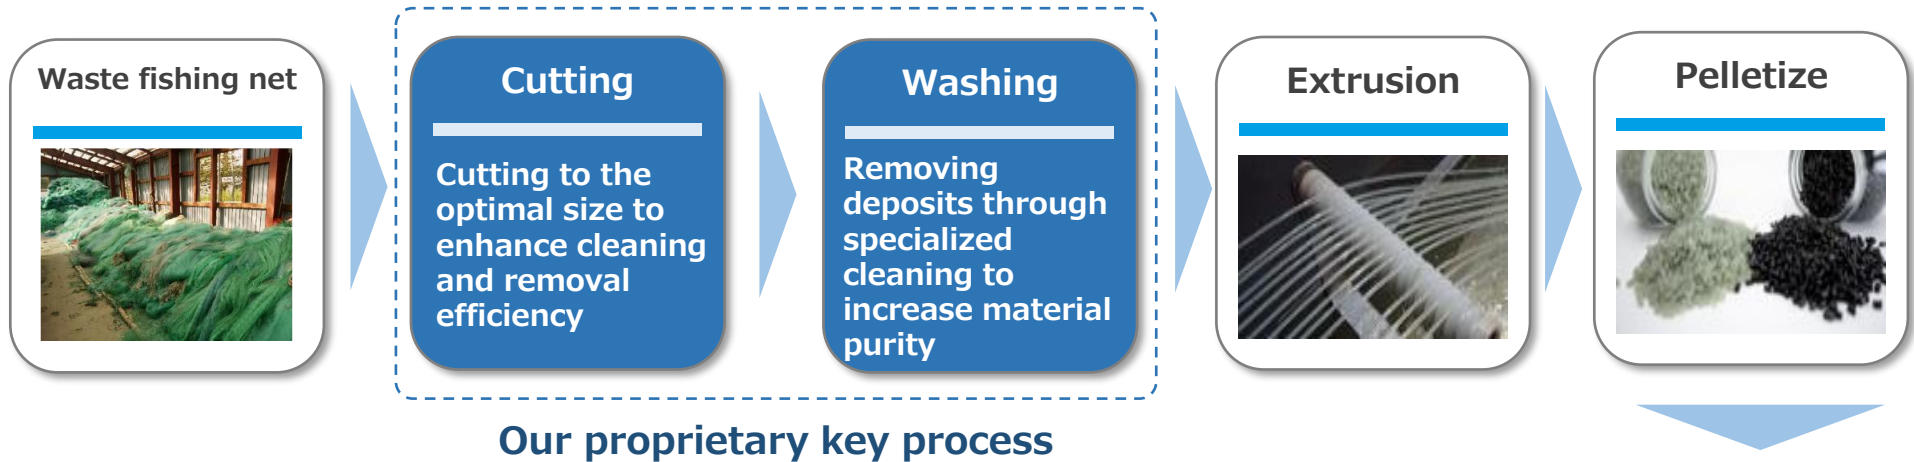 Waste fishing net
Cutting
Cutting to the
optimal size to
enhance cleaning
and removal
efficiency
Washing
Removing
deposits through
specialized
cleaning to
increase material
purity
Extrusion
Pelletize
Our proprietary key process